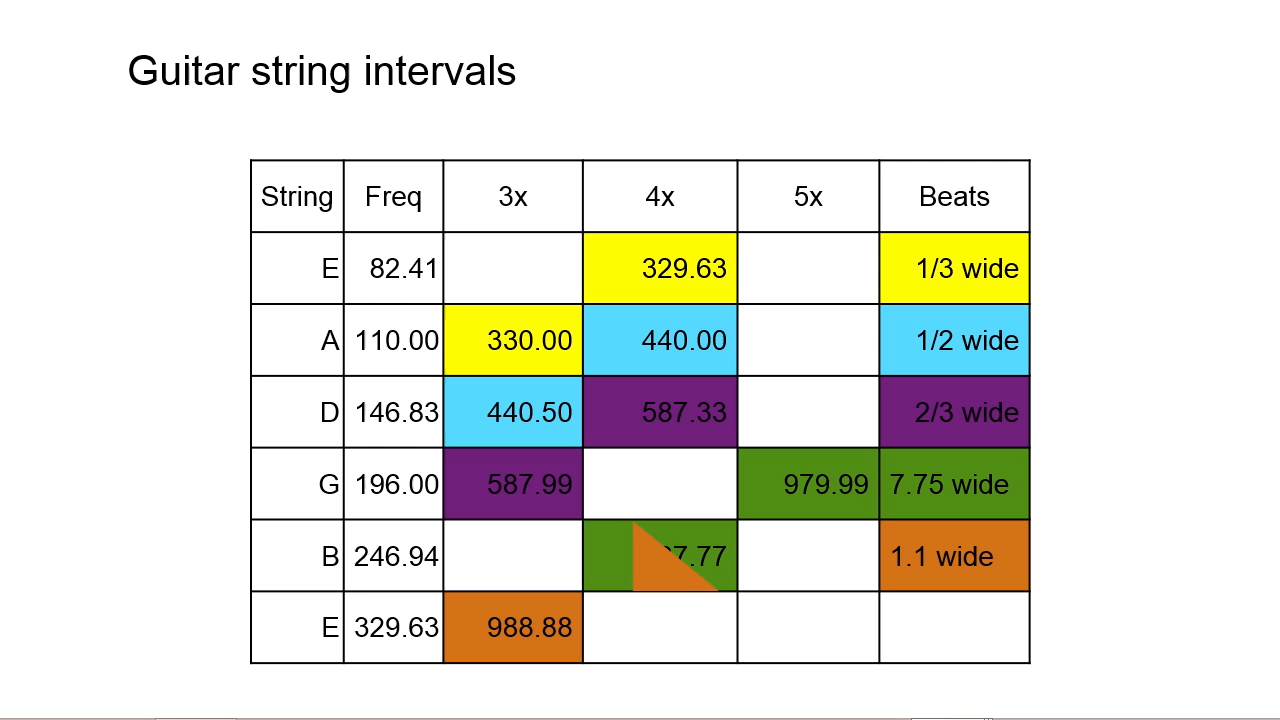 Guitar string intervals
String Freq 3x 4x 5x Beats
E 82.41 329.63 1/3 wide
A 110.00 330.00 440.00 1/2 wide
D 146.83 440.50 587.33 2/3 wide
G 196.00 587.99 979.99 7.75 wide
B 246.94 1.1 wide
E 329.63 988.88